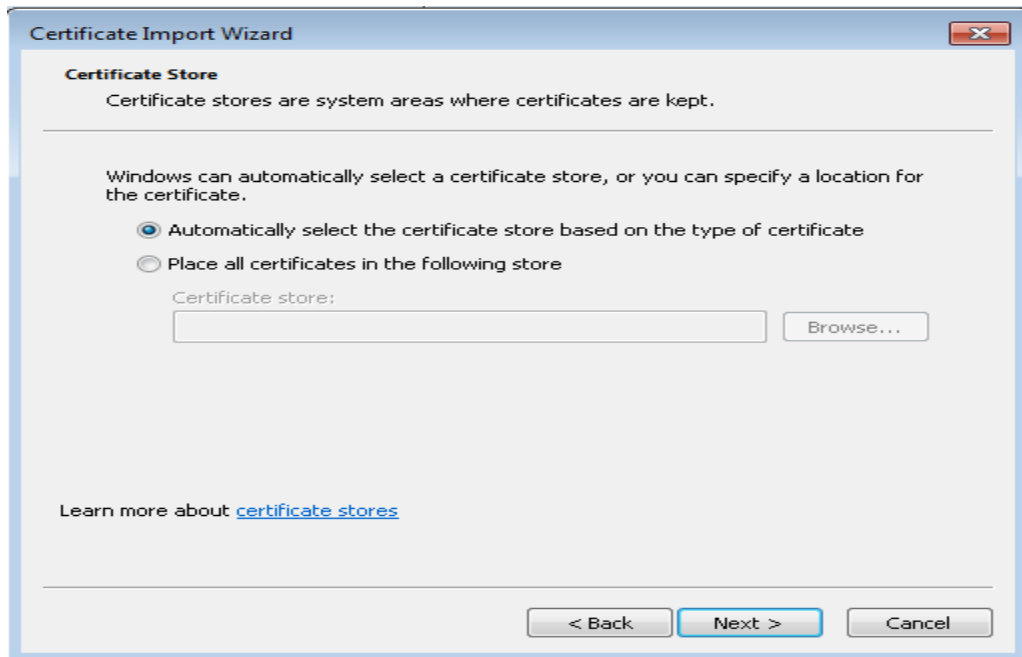 Certificate Import Wizard
Certificate Store
Certificate stores are system areas where certificates are kept.
Windows can automatically select a certificate store, or you can specify a location for
the certificate.
Automatically select the certificate store based on the type of certificate
Place all certificates in the following store
Certificate store:
Browse...
Learn more about certificate stores
< Back
Next >
Cancel